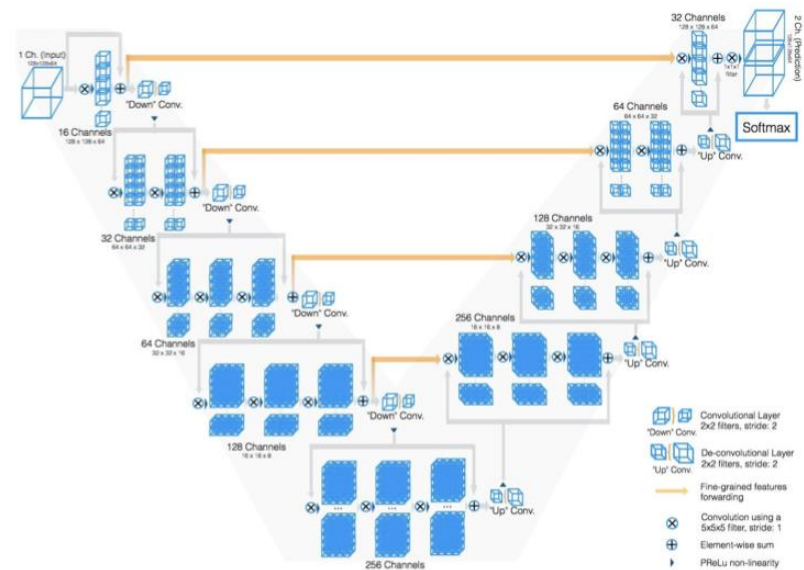 1 Ch. (Input)
128x128x64
"Down" Conv.
16 Channels
128 x 128 x 64
"Down" Conv.
32 Channels
64 x 64 x 32
"Down" Conv.
64 Channels
32 x 32 x 16
"Down" Conv.
128 Channels
16 x 16 x 8
256 Channels
"Up" Conv.
256 Channels
16 x 16 x 8
"Up" Conv.
128 Channels
32 x 32 x 16
"Up" Conv.
64 Channels
64 x 64 x 32
"Up" Conv.
32 Channels
128 x 128 x 64
1x1x1
filter
2 Ch. (Prediction)
Softmax
"Down" Conv.
Convolutional Layer
2x2 filters, stride: 2
"Up" Conv.
De-convolutional Layer
2x2 filters, stride: 2
Fine-grained features
forwarding
Convolution using a
5x5x5 filter, stride: 1
Element-wise sum
PReLu non-linearity